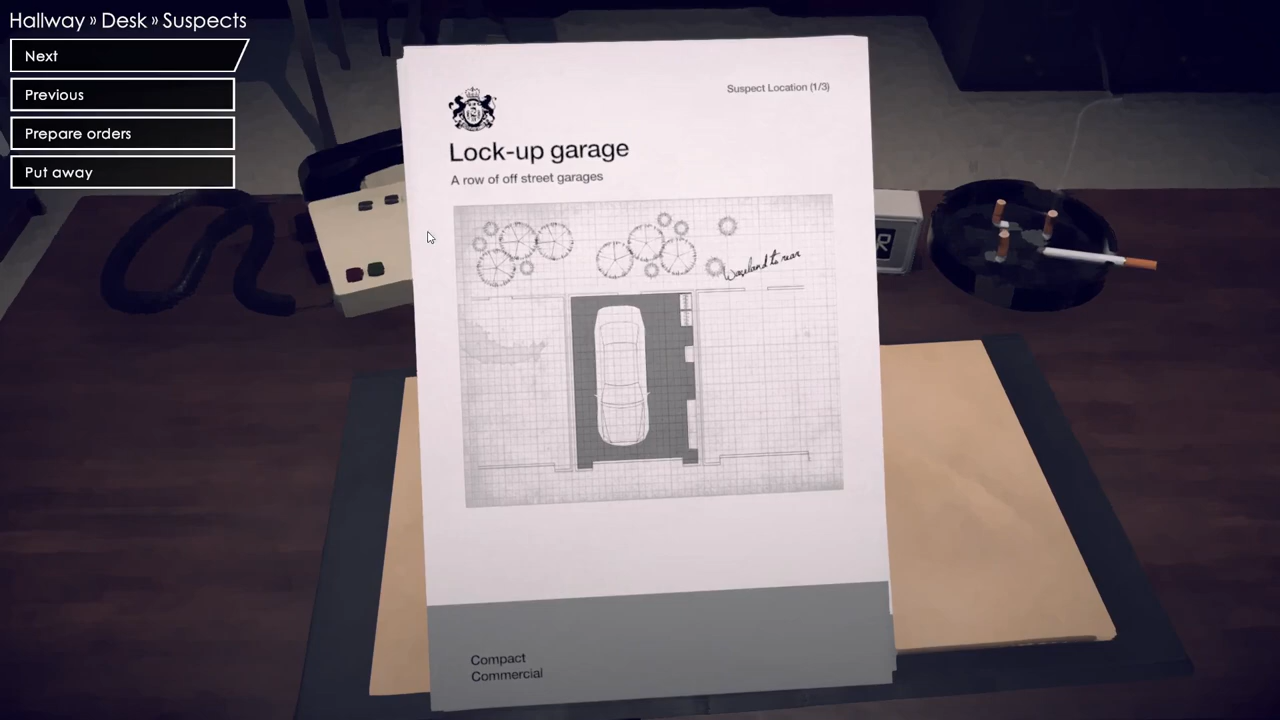 Hallway » Desk » Suspects
Next
Previous
Prepare orders
Put away
Suspect Location (1/3)
Lock-up garage
A row of off street garages
Wasteland to rear
R
Compact
Commercial